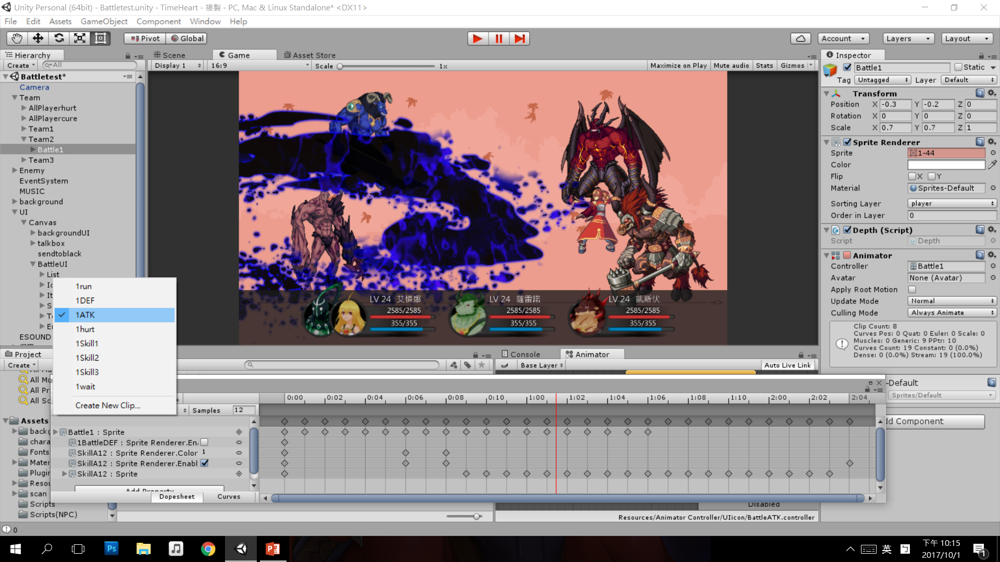 Unity Personal (64bit) - Battletest.unity - TimeHeart - 複製 - PC, Mac & Linux Standalone* <DX11>
File Edit Assets GameObject Component Window Help
Pivot Global Account Layers Layout
Hierarchy
Create All
Battletest*
Camera
Team
AllPlayerhurt
AllPlayercure
Team1
Team2
Battle1
Team3
Enemy
EventSystem
MUSIC
background
UI
Canvas
backgroundUI
talkbox
sendtoblack
BattleUI
List
ESOUND
1run
1DEF
1ATK
1hurt
1Skill1
1Skill2
1Skill3
1wait
Create New Clip...
Scene Game Asset Store
Display 1 16:9 Scale 1x Maximize on Play Mute audio Stats Gizmos
LV 24 艾憐娜
2585/2585
355/355
LV 24 薩雷諾
2585/2585
355/355
LV 24 凱斯伏
2585/2585
355/355
Inspector
Battle1 Static
Tag Untagged Layer Default
Transform
Position X -0.3 Y -0.2 Z 0
Rotation X 0 Y 0 Z 0
Scale X 0.7 Y 0.7 Z 1
Sprite Renderer
Sprite 1-44
Color
Flip X Y
Material Sprites-Default
Sorting Layer player
Order in Layer 0
Depth (Script)
Script Depth
Animator
Controller Battle1
Avatar None (Avatar)
Apply Root Motion
Update Mode Normal
Culling Mode Always Animate
Clip Count: 8
Curves Pos: 0 Quat: 0 Euler: 0 Scale: 0
Muscles: 0 Generic: 9 PPtr: 10
Curves Count: 19 Constant: 0 (0.0%)
Dense: 0 (0.0%) Stream: 19 (100.0%)
-Default
Sprites/Default
dd Component
Project
Create
All Mo
All Pr
All Sc
Assets
backg
chara
Fonts
Mater
Plugin
Resou
scan
Scripts
Scripts(NPC)
Console Animator
Base Layer Auto Live Link
Samples 12
0:00 0:02 0:04 0:06 0:08 0:10 1:00 1:02 1:04 1:06 1:08 1:10 2:00 2:02 2:04
Battle1 : Sprite
1BattleDEF : Sprite Renderer.En
SkillA12 : Sprite Renderer.Color 1
SkillA12 : Sprite Renderer.Enabl
SkillA12 : Sprite
Add Property
Dopesheet Curves
Disabled
Resources/Animator Controller/UIicon/BattleATK.controller
0
下午 10:15
英
2017/10/1
1